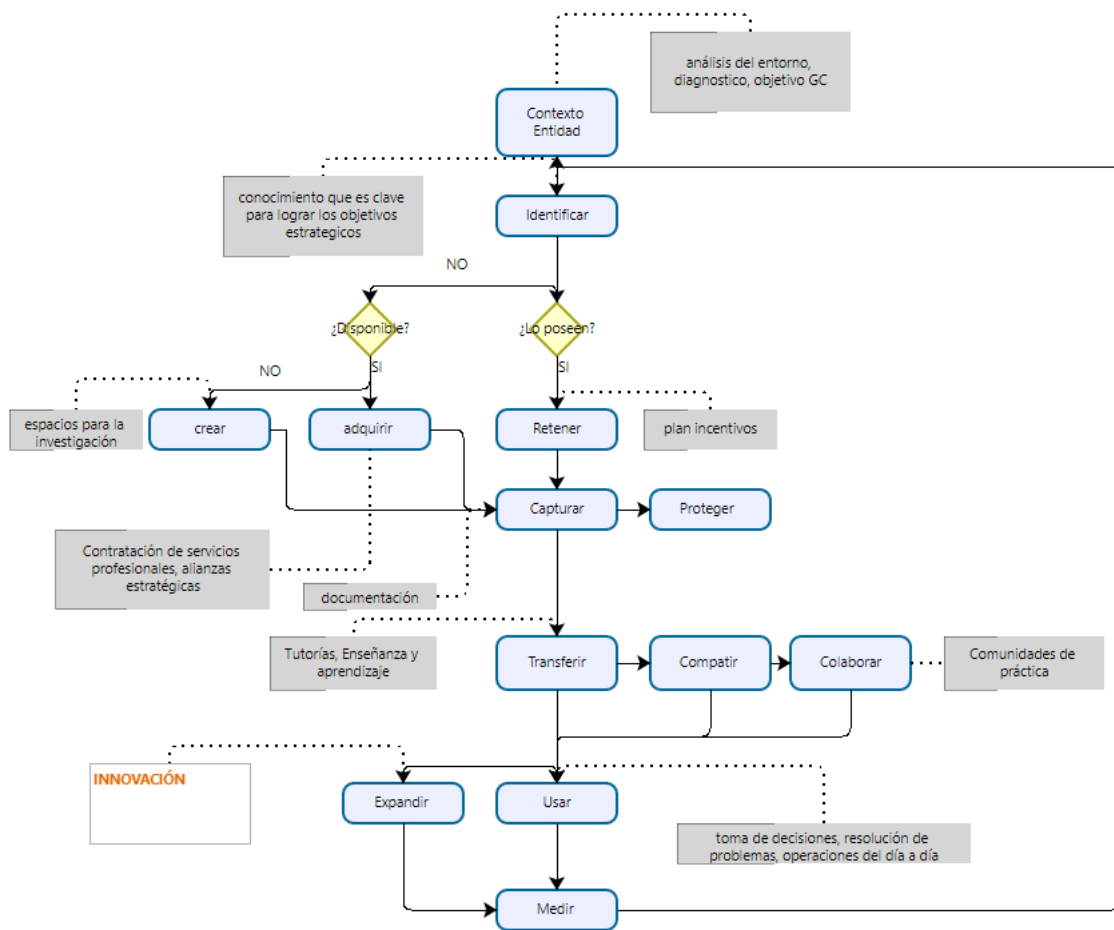 análisis del entorno,
diagnostico, objetivo GC
Contexto
Entidad
conocimiento que es clave
para lograr los objetivos
estrategicos
Identificar
NO
¿Disponible?
¿Lo poseen?
NO
SI
SI
espacios para la
investigación
crear
adquirir
Retener
plan incentivos
Capturar
Proteger
Contratación de servicios
profesionales, alianzas
estratégicas
documentación
Tutorías, Enseñanza y
aprendizaje
Transferir
Compatir
Colaborar
Comunidades de
práctica
INNOVACIÓN
Expandir
Usar
toma de decisiones, resolución de
problemas, operaciones del día a día
Medir